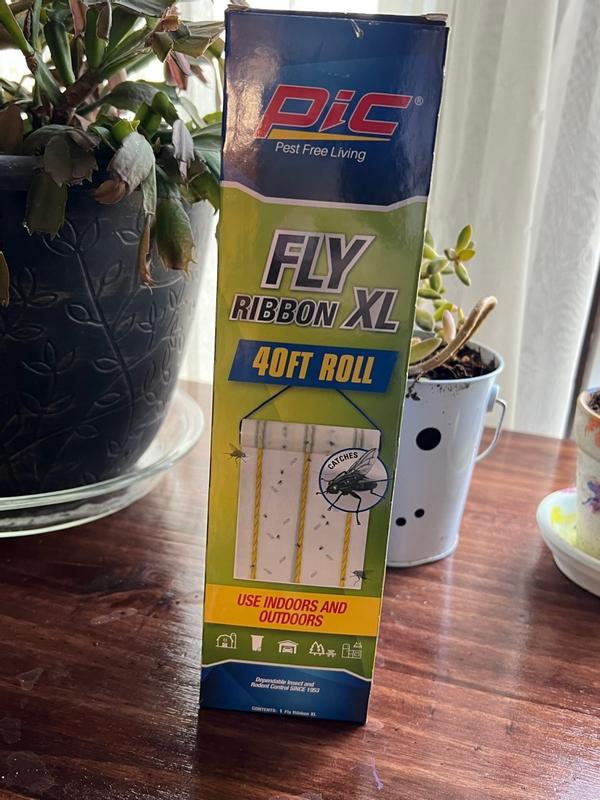 PiC®
Pest Free Living
FLY
RIBBON XL
40FT ROLL
CATCHES
USE INDOORS AND
OUTDOORS
Dependable Insect and
Rodent Control SINCE 1953
CONTENTS: 1 Fly Ribbon XL